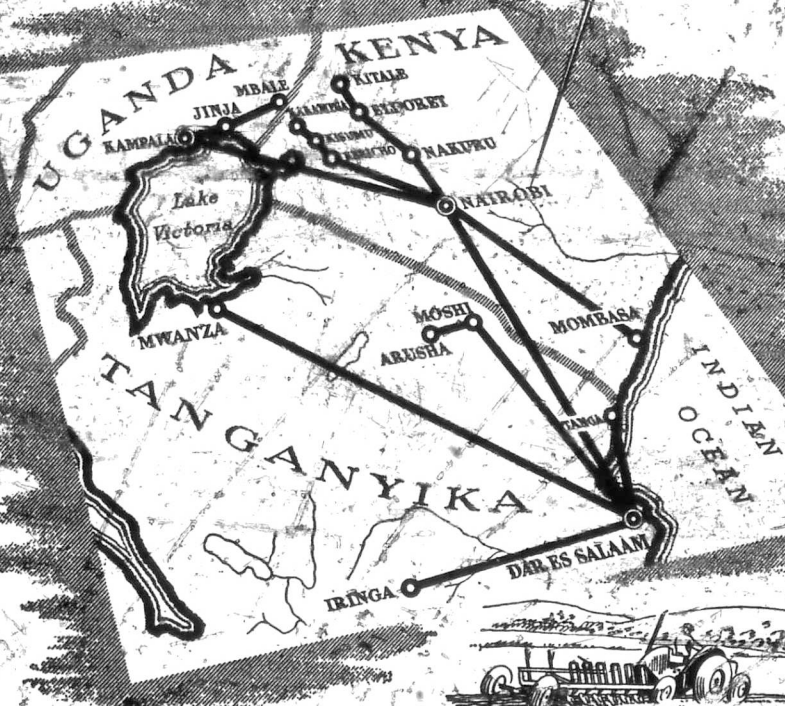 UGANDA
KENYA
KITALE
MBALE
ELDORET
JINJA
KAMPALA
KISUMU
KERICHO
NAKURU
NAIROBI
Lake
Victoria
MOSHI
MOMBASA
MWANZA
ARUSHA
INDIAN
OCEAN
TANGANYIKA
TANGA
DAR ES SALAAM
IRINGA